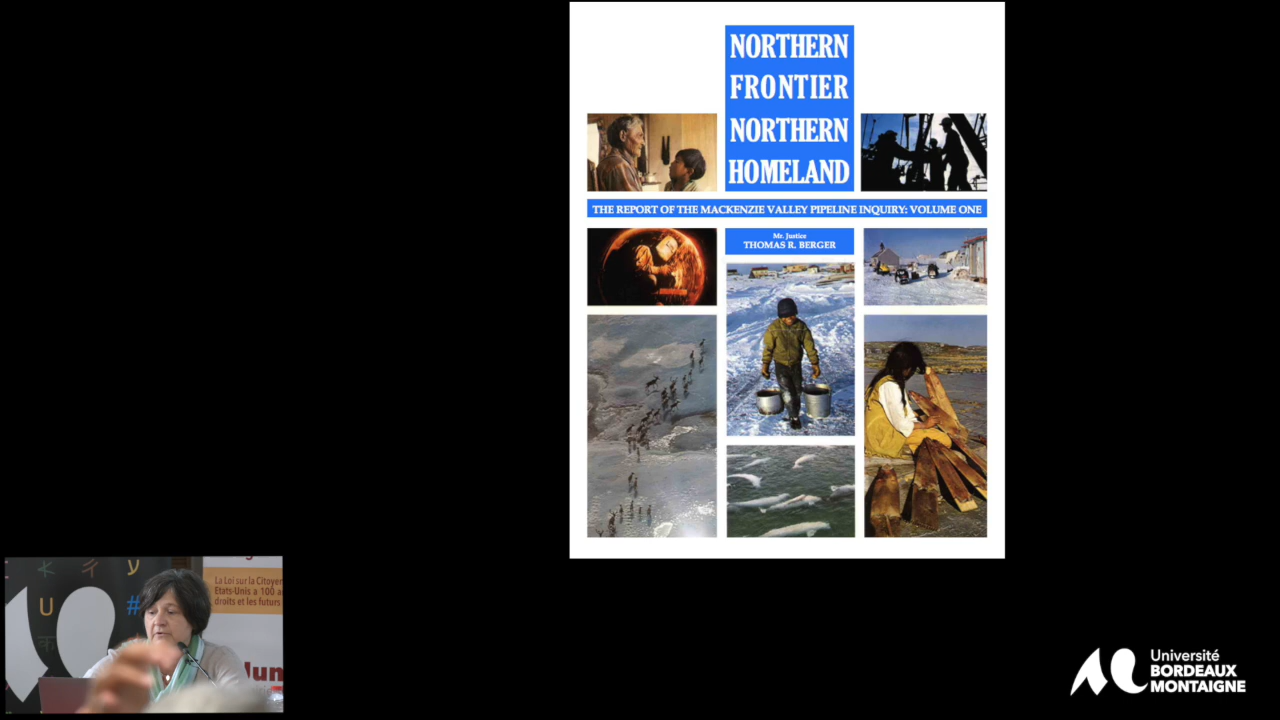 NORTHERN
FRONTIER
NORTHERN
HOMELAND
THE REPORT OF THE MACKENZIE VALLEY PIPELINE INQUIRY: VOLUME ONE
Mr. Justice
THOMAS R. BERGER
La Loi sur la Citoyen
Etats-Unis a 100 a
droits et les futurs
U
#
Université
BORDEAUX
MONTAIGNE